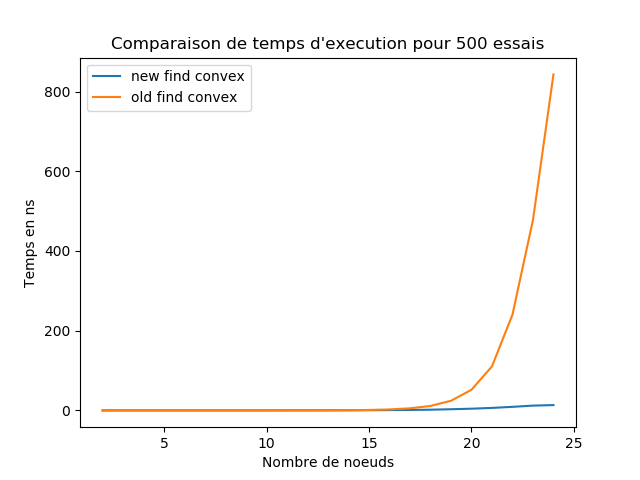 Comparaison de temps d'execution pour 500 essais
new find convex
old find convex
800
600
400
200
0
Temps en ns
5
10
15
20
25
Nombre de noeuds